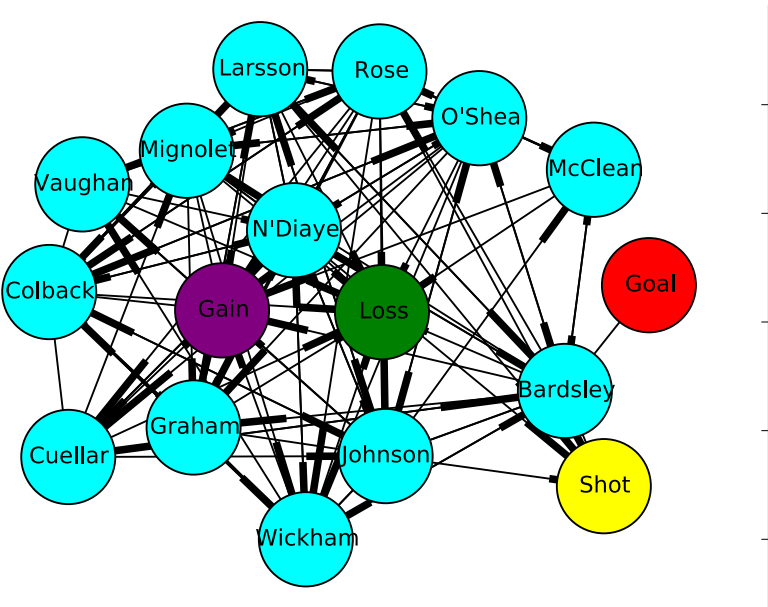 Larsson
Rose
O'Shea
Mignolet
McClean
Vaughan
N'Diaye
Colback
Gain
Loss
Goal
Bardsley
Graham
Cuellar
Johnson
Shot
Wickham